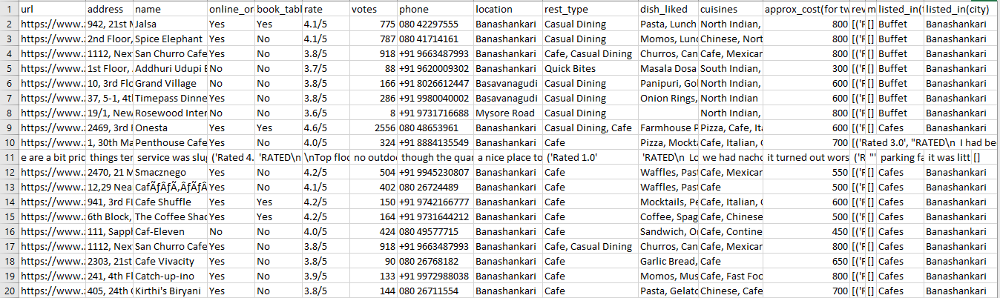 1 url address name online_or book_tabl rate votes phone location rest_type dish_liked cuisines approx_cost(for tw rev m listed_in(t listed_in(city)
2 https://www. 942, 21st M Jalsa Yes Yes 4.1/5 775 080 42297555 Banashankari Casual Dining Pasta, Lunch North Indian, 800 [('F [] Buffet Banashankari
3 https://www. 2nd Floor, Spice Elephant Yes No 4.1/5 787 080 41714161 Banashankari Casual Dining Momos, Lunc Chinese, Nort 800 [('F [] Buffet Banashankari
4 https://www. 1112, Nex San Churro Cafe Yes No 3.8/5 918 +91 9663487993 Banashankari Cafe, Casual Dining Churros, Can Cafe, Mexican 800 [('F [] Buffet Banashankari
5 https://www. 1st Floor, Addhuri Udupi B No No 3.7/5 88 +91 9620009302 Banashankari Quick Bites Masala Dosa South Indian, 300 [('F [] Buffet Banashankari
6 https://www. 10, 3rd Flo Grand Village No No 3.8/5 166 +91 8026612447 Basavanagudi Casual Dining Panipuri, Gol North Indian, 600 [('F [] Buffet Banashankari
7 https://www. 37, 5-1, 4th Timepass Dinne Yes No 3.8/5 286 +91 9980040002 Basavanagudi Casual Dining Onion Rings, North Indian 600 [('F [] Buffet Banashankari
8 https://www. 19/1, New Rosewood Inter No No 3.6/5 8 +91 9731716688 Mysore Road Casual Dining North Indian, 800 [('F [] Buffet Banashankari
9 https://www. 2469, 3rd F Onesta Yes Yes 4.6/5 2556 080 48653961 Banashankari Casual Dining, Cafe Farmhouse P Pizza, Cafe, Ita 600 [('F [] Cafes Banashankari
10 https://www. 1, 30th Ma Penthouse Cafe Yes No 4.0/5 324 +91 8884135549 Banashankari Cafe Pizza, Mockta Cafe, Italian, C 700 [('Rated 3.0', "RATED\n I had be
11 e are a bit pric things ter service was slug ('Rated 4. 'RATED\n \nTop floo no outdoo though the quar a nice place to ('Rated 1.0' 'RATED\n Lo we had nacho it turned out wors ('R "' parking fa it was litt []
12 https://www. 2470, 21 M Smacznego Yes No 4.2/5 504 +91 9945230807 Banashankari Cafe Waffles, Past Cafe, Mexican 550 [('F [] Cafes Banashankari
13 https://www. 12,29 Nea CafÃƒÂƒÃ‚ÂƒÃƒÂ Yes No 4.1/5 402 080 26724489 Banashankari Cafe Waffles, Past Cafe 500 [('F [] Cafes Banashankari
14 https://www. 941, 3rd FL Cafe Shuffle Yes Yes 4.2/5 150 +91 9742166777 Banashankari Cafe Mocktails, Pe Cafe, Italian, C 600 [('F [] Cafes Banashankari
15 https://www. 6th Block, The Coffee Shac Yes Yes 4.2/5 164 +91 9731644212 Banashankari Cafe Coffee, Spag Cafe, Chinese 500 [('F [] Cafes Banashankari
16 https://www. 111, Sapph Caf-Eleven No No 4.0/5 424 080 49577715 Banashankari Cafe Sandwich, O Cafe, Contine 450 [('F [] Cafes Banashankari
17 https://www. 1112, Nex San Churro Cafe Yes No 3.8/5 918 +91 9663487993 Banashankari Cafe, Casual Dining Churros, Can Cafe, Mexican 800 [('F [] Cafes Banashankari
18 https://www. 2303, 21st Cafe Vivacity Yes No 3.8/5 90 080 26768182 Banashankari Cafe Garlic Bread, Cafe 650 [('F [] Cafes Banashankari
19 https://www. 241, 4th Fl Catch-up-ino Yes No 3.9/5 133 +91 9972988038 Banashankari Cafe Momos, Mus Cafe, Fast Foo 800 [('F [] Cafes Banashankari
20 https://www. 405, 24th C Kirthi's Biryani Yes No 3.8/5 144 080 26711554 Banashankari Cafe Pasta, Gelato Chinese, Cafe 700 [('F [] Cafes Banashankari